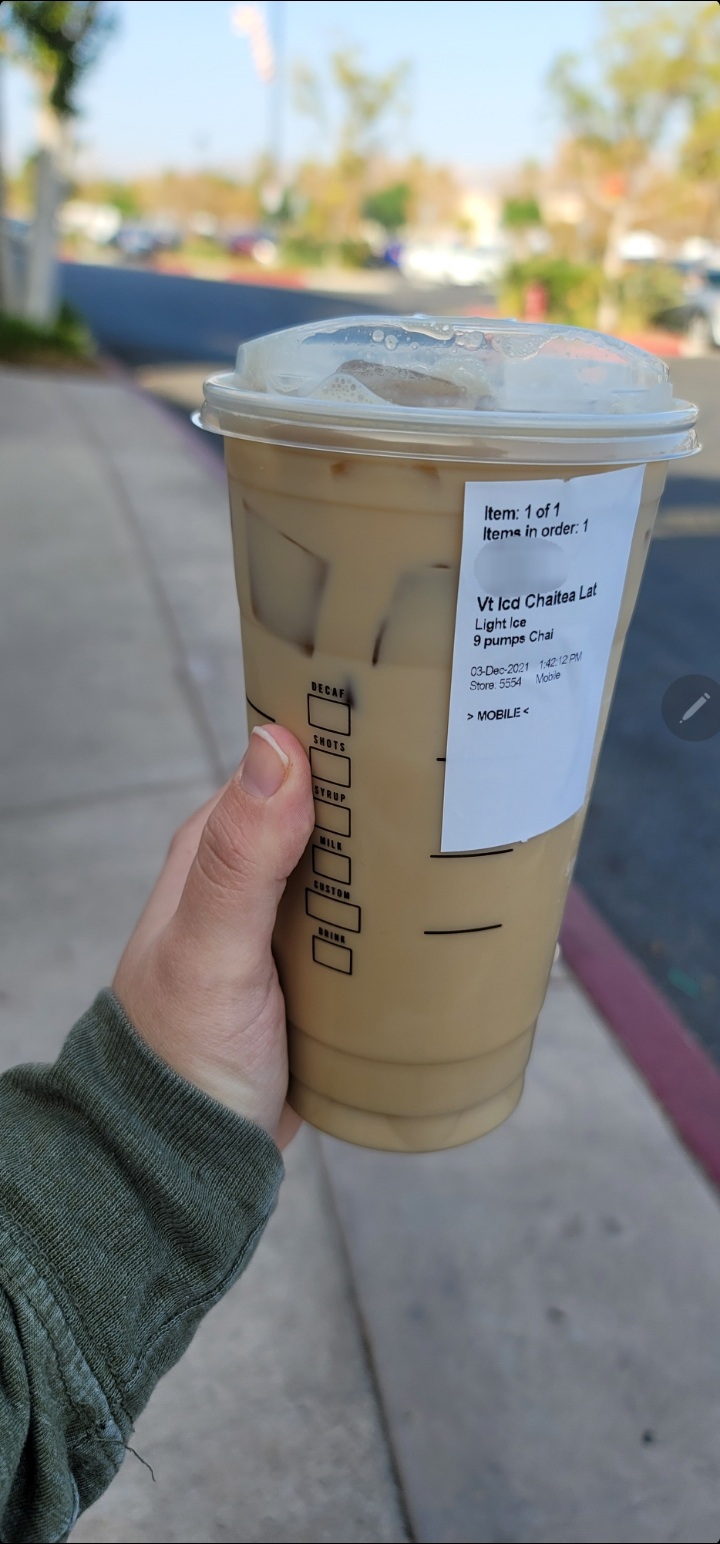 Item: 1 of 1
Items in order: 1
Vt Icd Chaitea Lat
Light Ice
9 pumps Chai
03-Dec-2021 1:42:12 PM
Store: 5554 Mobile
> MOBILE <
DECAF
SHOTS
SYRUP
MILK
CUSTOM
DRINK